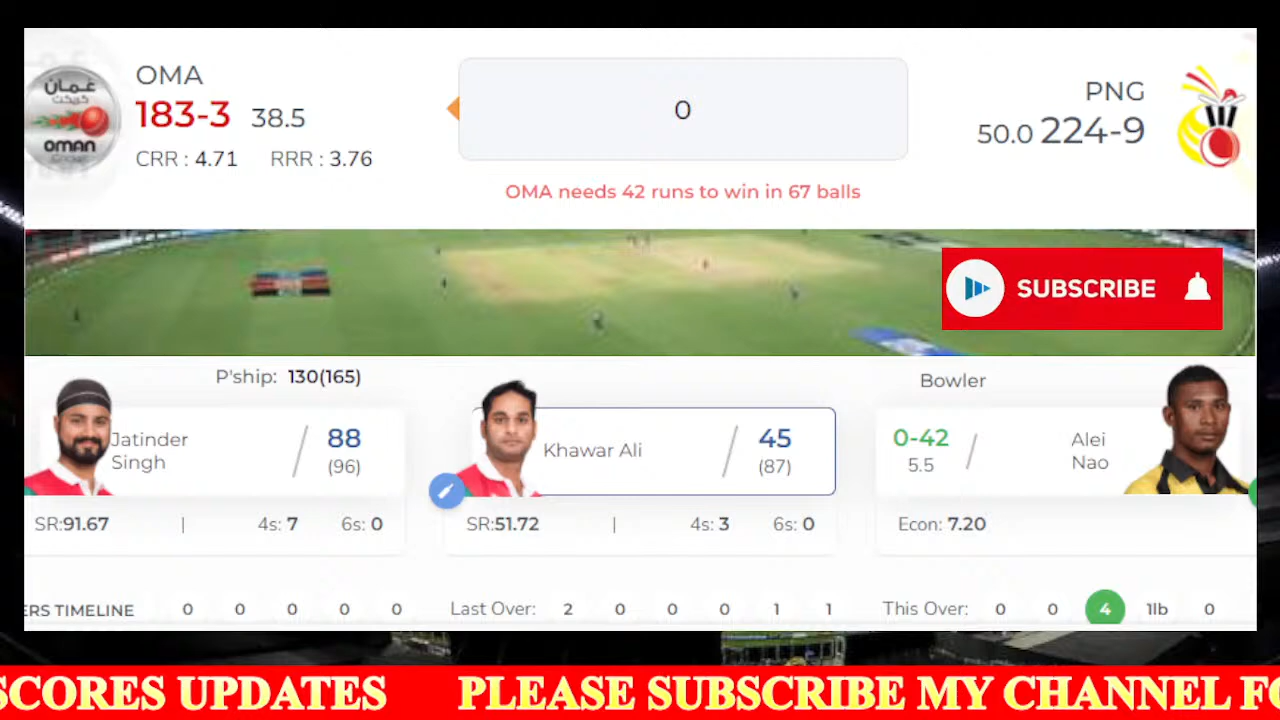 عمان
كريكت
OMAN
Cricket
OMA
183-3 38.5
CRR : 4.71 RRR : 3.76
0
PNG
50.0 224-9
OMA needs 42 runs to win in 67 balls
SUBSCRIBE
P'ship: 130(165)
Bowler
Jatinder
Singh
88
(96)
Khawar Ali
45
(87)
0-42
5.5
Alei
Nao
SR:91.67 | 4s: 7 6s: 0
SR:51.72 | 4s: 3 6s: 0
Econ: 7.20
ERS TIMELINE 0 0 0 0 0 Last Over: 2 0 0 0 1 1 This Over: 0 0 4 1lb 0
SCORES UPDATES PLEASE SUBSCRIBE MY CHANNEL FO